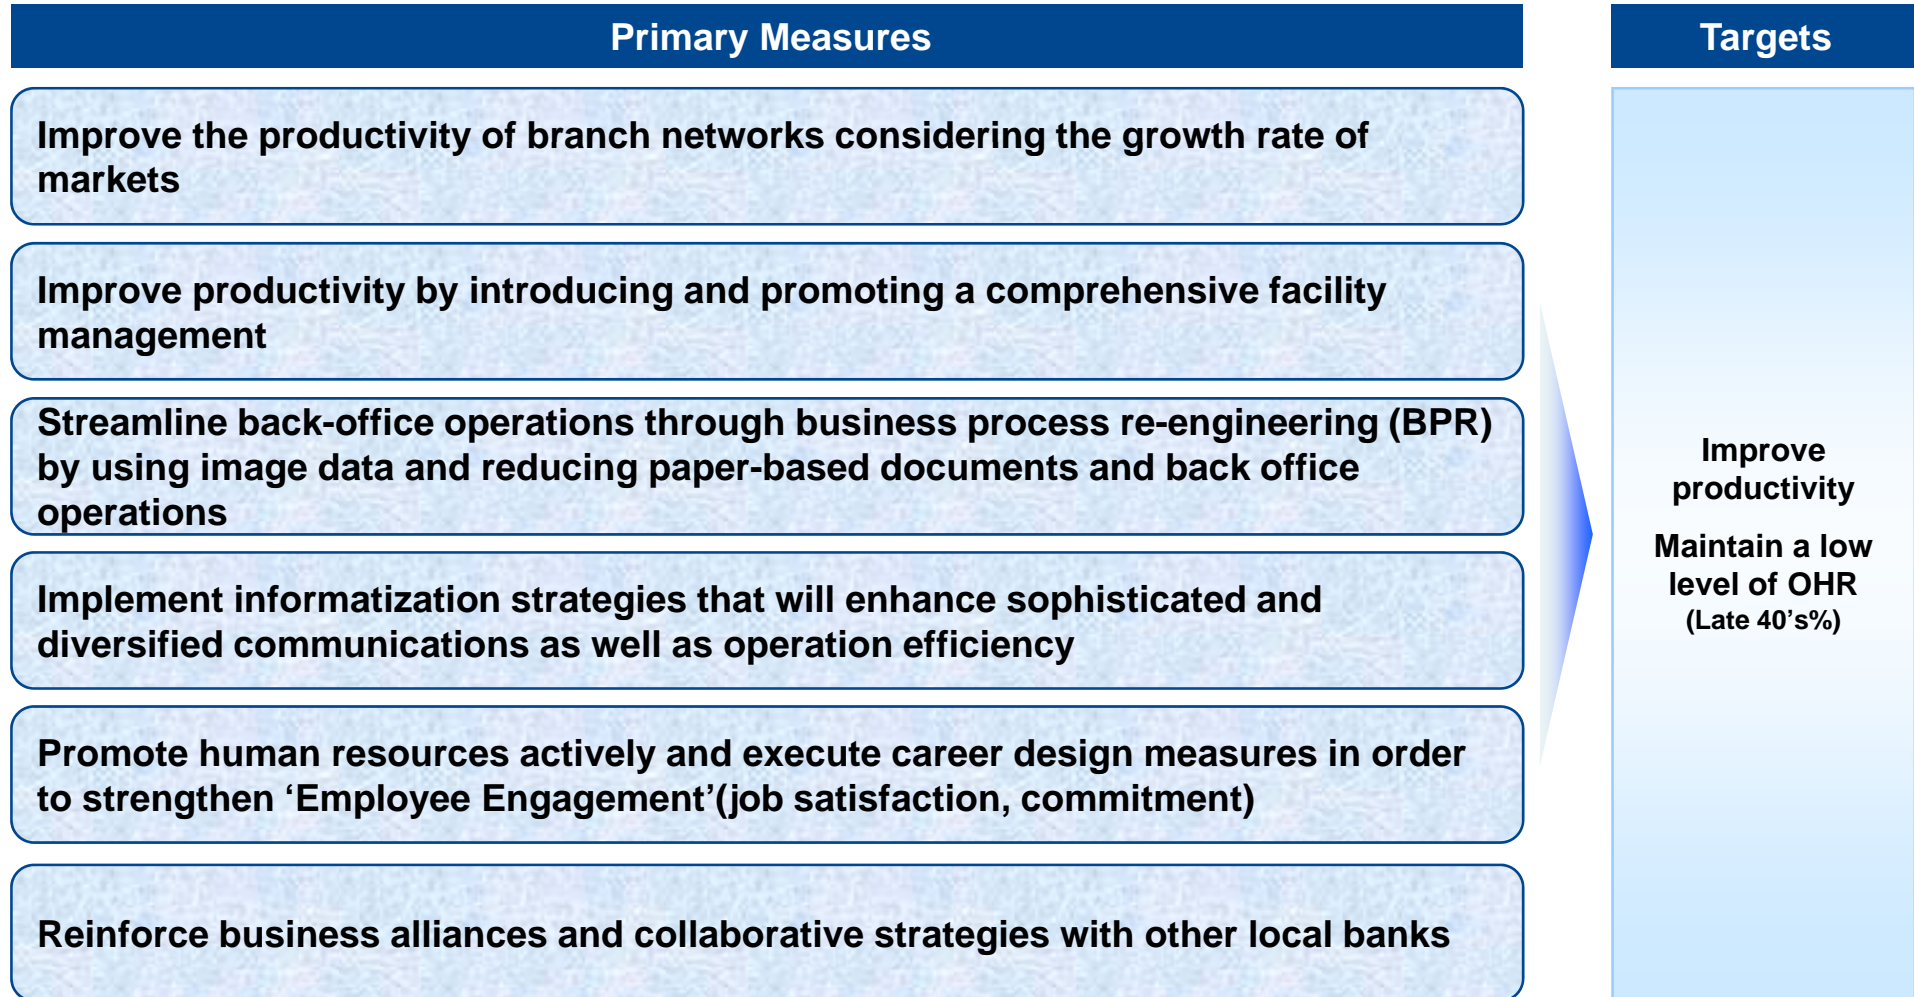 Primary Measures
Targets
Improve the productivity of branch networks considering the growth rate of
markets
Improve productivity by introducing and promoting a comprehensive facility
management
Streamline back-office operations through business process re-engineering (BPR)
by using image data and reducing paper-based documents and back office
operations
Implement informatization strategies that will enhance sophisticated and
diversified communications as well as operation efficiency
Promote human resources actively and execute career design measures in order
to strengthen ‘Employee Engagement’(job satisfaction, commitment)
Reinforce business alliances and collaborative strategies with other local banks
Improve
productivity
Maintain a low
level of OHR
(Late 40’s%)